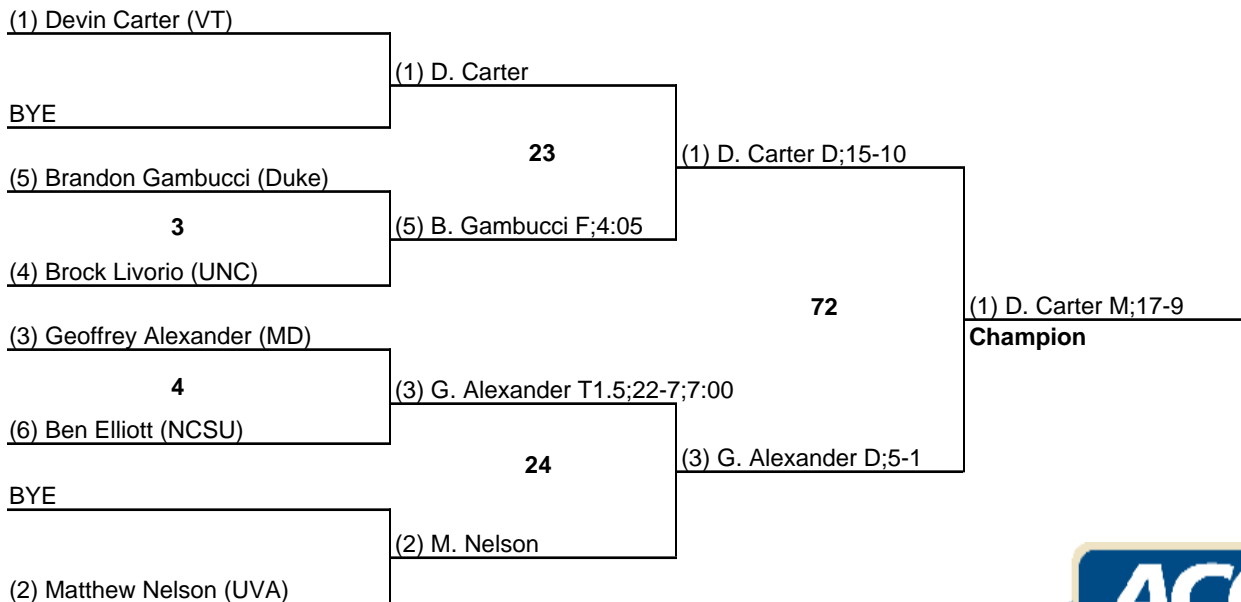 (1) Devin Carter (VT)
(1) D. Carter
BYE
23
(1) D. Carter D;15-10
(5) Brandon Gambucci (Duke)
3
(5) B. Gambucci F;4:05
(4) Brock Livorio (UNC)
72
(1) D. Carter M;17-9
Champion
(3) Geoffrey Alexander (MD)
4
(3) G. Alexander T1.5;22-7;7:00
(6) Ben Elliott (NCSU)
24
(3) G. Alexander D;5-1
BYE
(2) M. Nelson
(2) Matthew Nelson (UVA)
ACC